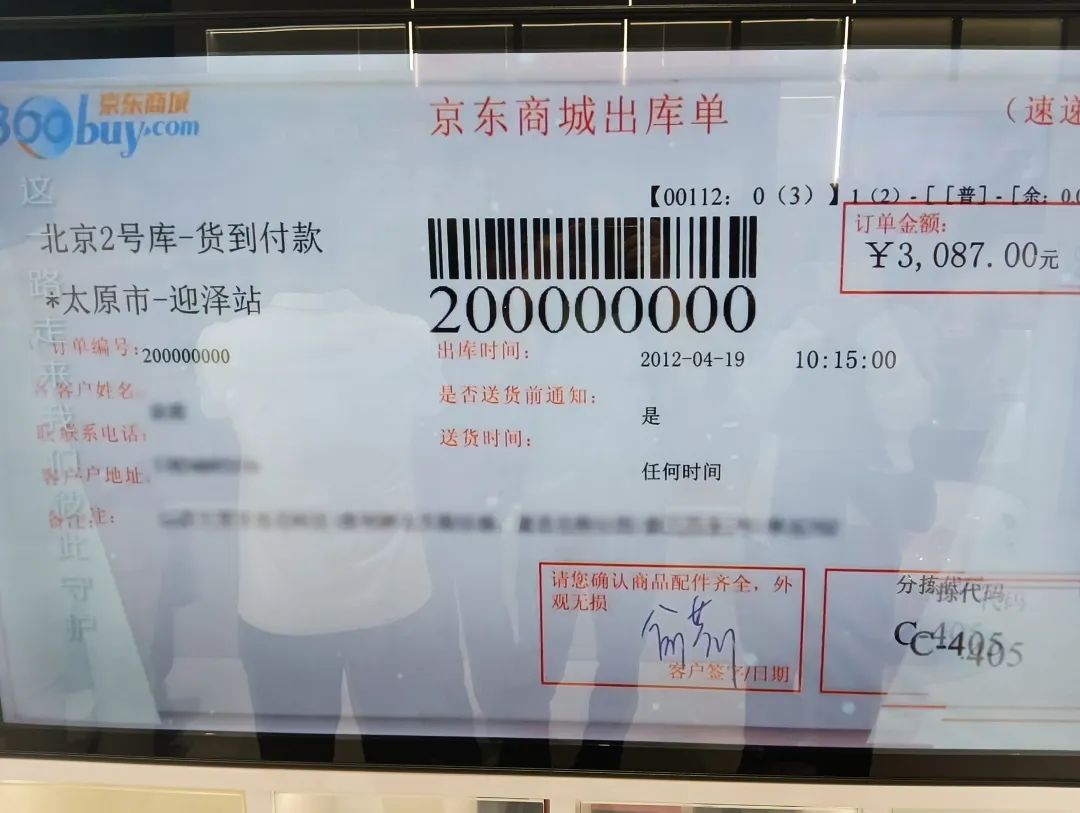 京东商城
360buy.com
京东商城出库单
（速递
【00112： 0（3）】1（2）-［［普］-［余：0.0
订单金额：
￥3,087.00元
北京2号库-货到付款
*太原市-迎泽站
200000000
订单编号：200000000
出库时间： 2012-04-19 10:15:00
客户姓名
是否送货前通知： 是
联系电话：
送货时间： 任何时间
客户地址：
备注：
请您确认商品配件齐全，外
观无损
客户签字/日期
分拣代码
C-405
这一路走来我们彼此守护